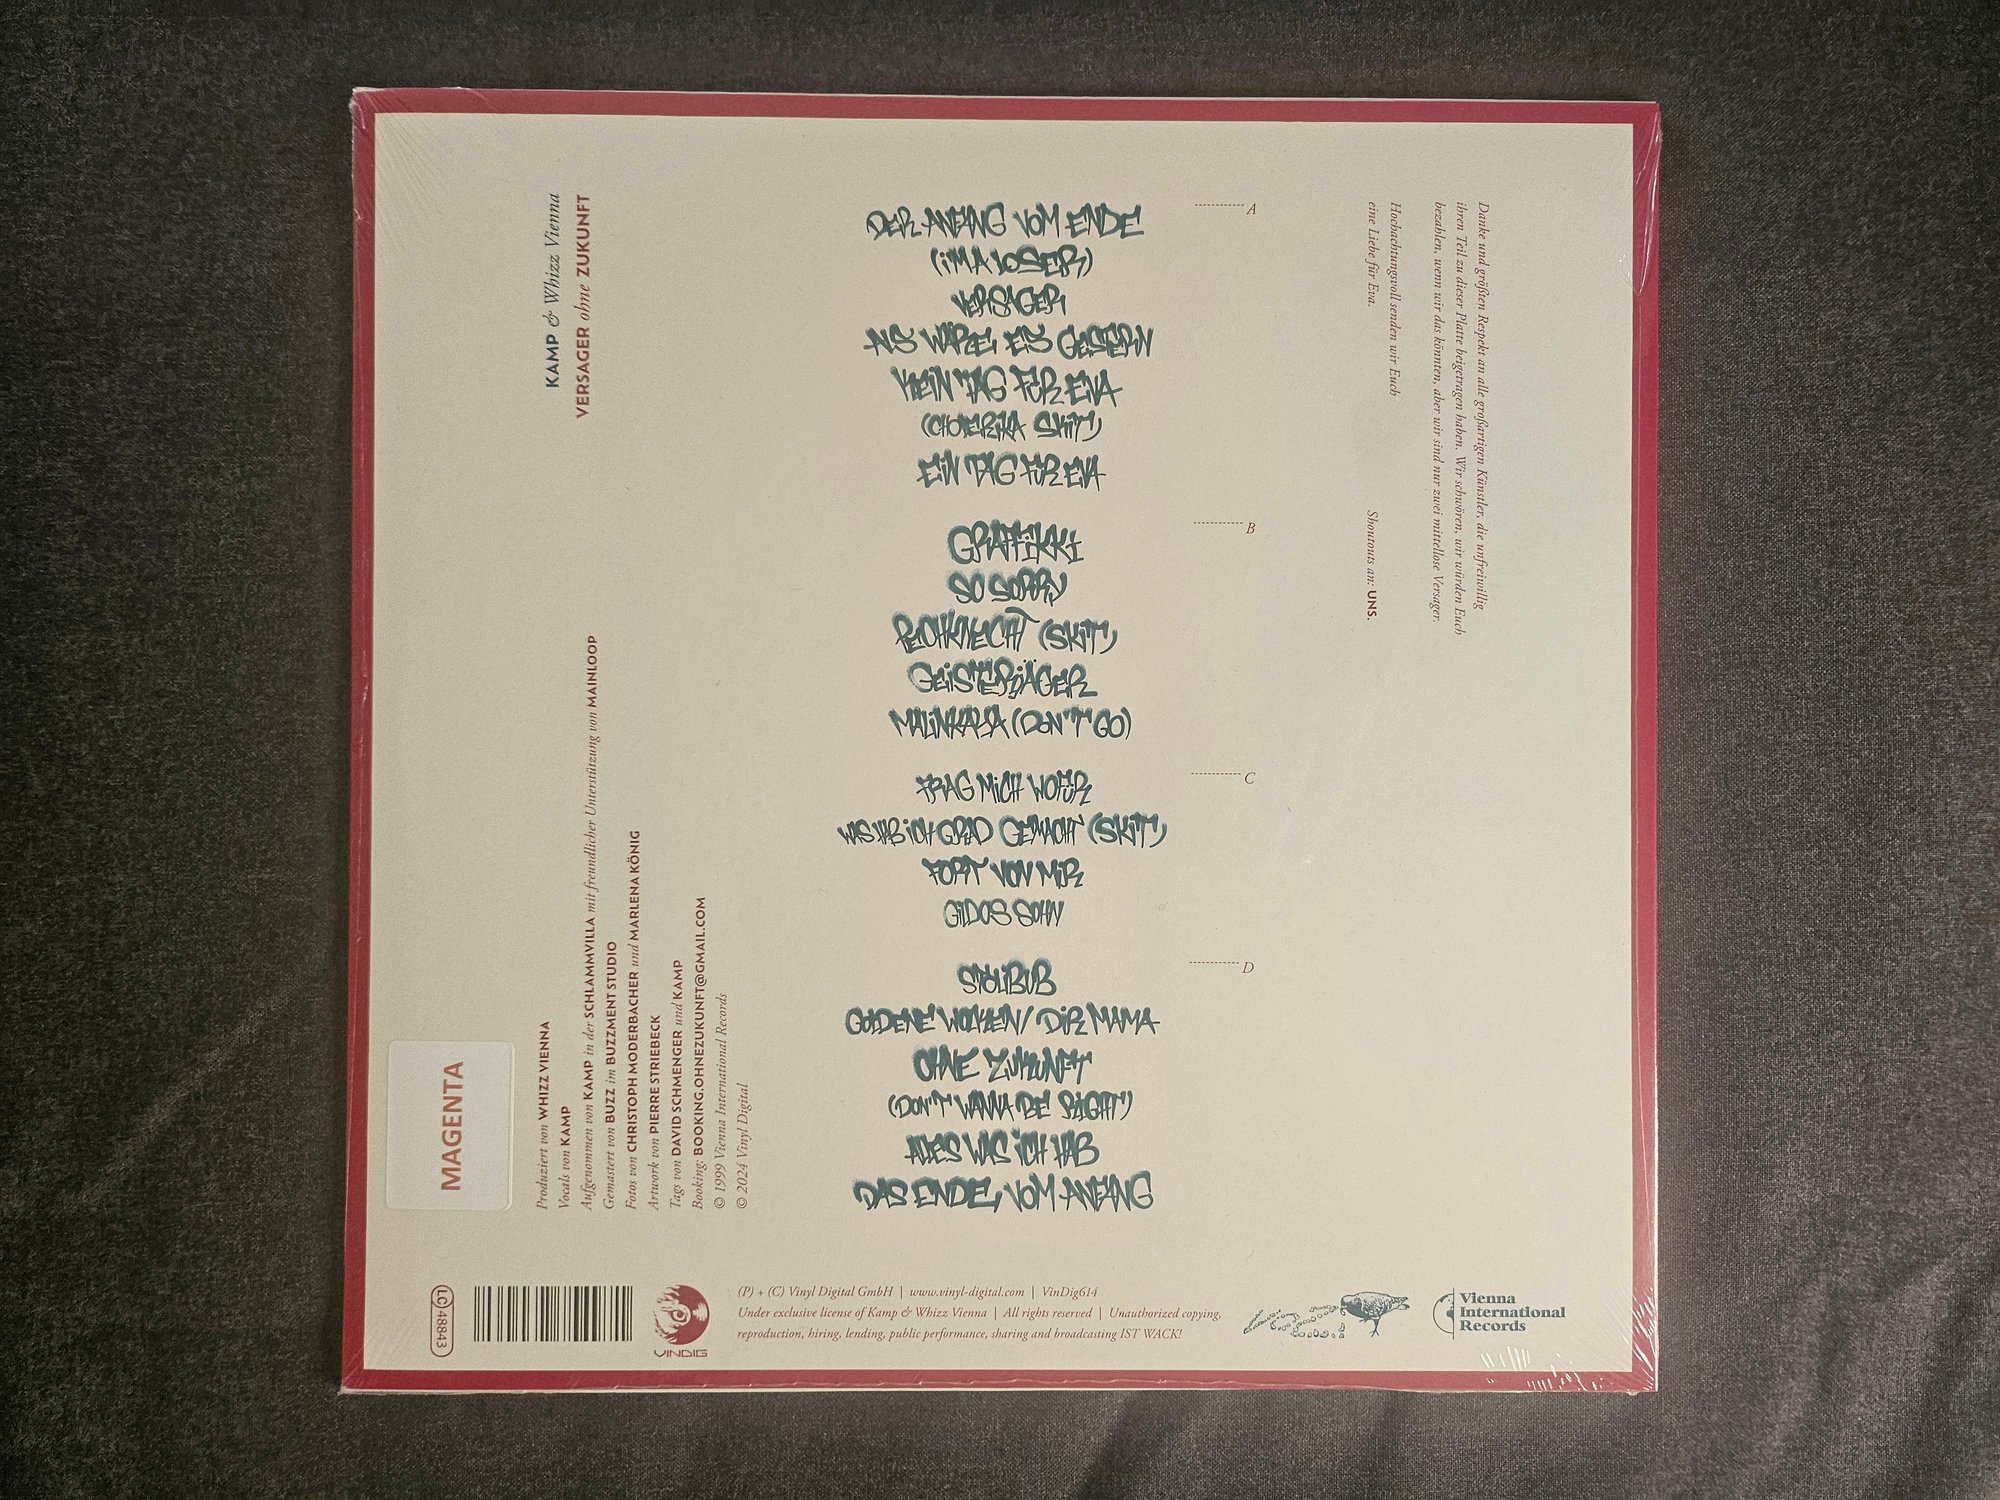 KAMP & Whizz Vienna
VERSAGER ohne ZUKUNFT
DER ANFANG VOM ENDE
(I'M A LOSER)
VERSAGER
ALS WÄRE ES GESTERN
KEIN TAG FÜR EVA
(CHOLERIKA SKIT)
EIN TAG FÜR EVA
A
GRAFFIKKI
SO SORRY
PECHKNECHT (SKIT)
GEISTERJÄGER
MALINKAYA (DON'T GO)
B
FRAG MICH WOFÜR
WAS HAB ICH GRAD GEMACHT (SKIT)
FORT VON MIR
GIDOS SOHN
C
STOLIBUB
GOLDENE WOLKEN/ DIR MAMA
OHNE ZUKUNFT
(DON'T WANNA BE RIGHT)
ALLES WAS ICH HAB
DAS ENDE VOM ANFANG
D
Danke und größten Respekt an alle großartigen Künstler, die unfreiwillig
ihren Teil zu dieser Platte beigetragen haben. Wir schwören, wir würden Euch
bezahlen, wenn wir das könnten, aber wir sind nur zwei mittellose Versager.
Hochachtungsvoll senden wir Euch
eine Liebe für Eva.
Shoutouts an: UNS.
MAGENTA
Produziert von WHIZZ VIENNA
Vocals von KAMP
Aufgenommen von KAMP in der SCHLAMMVILLA mit freundlicher Unterstützung von MAINLOOP
Gemastert von BUZZ im BUZZMENT STUDIO
Fotos von CHRISTOPH MODERBACHER und MARLENA KÖNIG
Artwork von PIERRE STRIEBECK
Tags von DAVID SCHMENGER und KAMP
Booking: BOOKING.OHNEZUKUNFT@GMAIL.COM
© 1999 Vienna International Records
© 2024 Vinyl Digital
LC 48843
VINDIG
(P) + (C) Vinyl Digital GmbH | www.vinyl-digital.com | VinDig614
Under exclusive license of Kamp & Whizz Vienna | All rights reserved | Unauthorized copying,
reproduction, hiring, lending, public performance, sharing and broadcasting IST WACK!
Vienna
International
Records